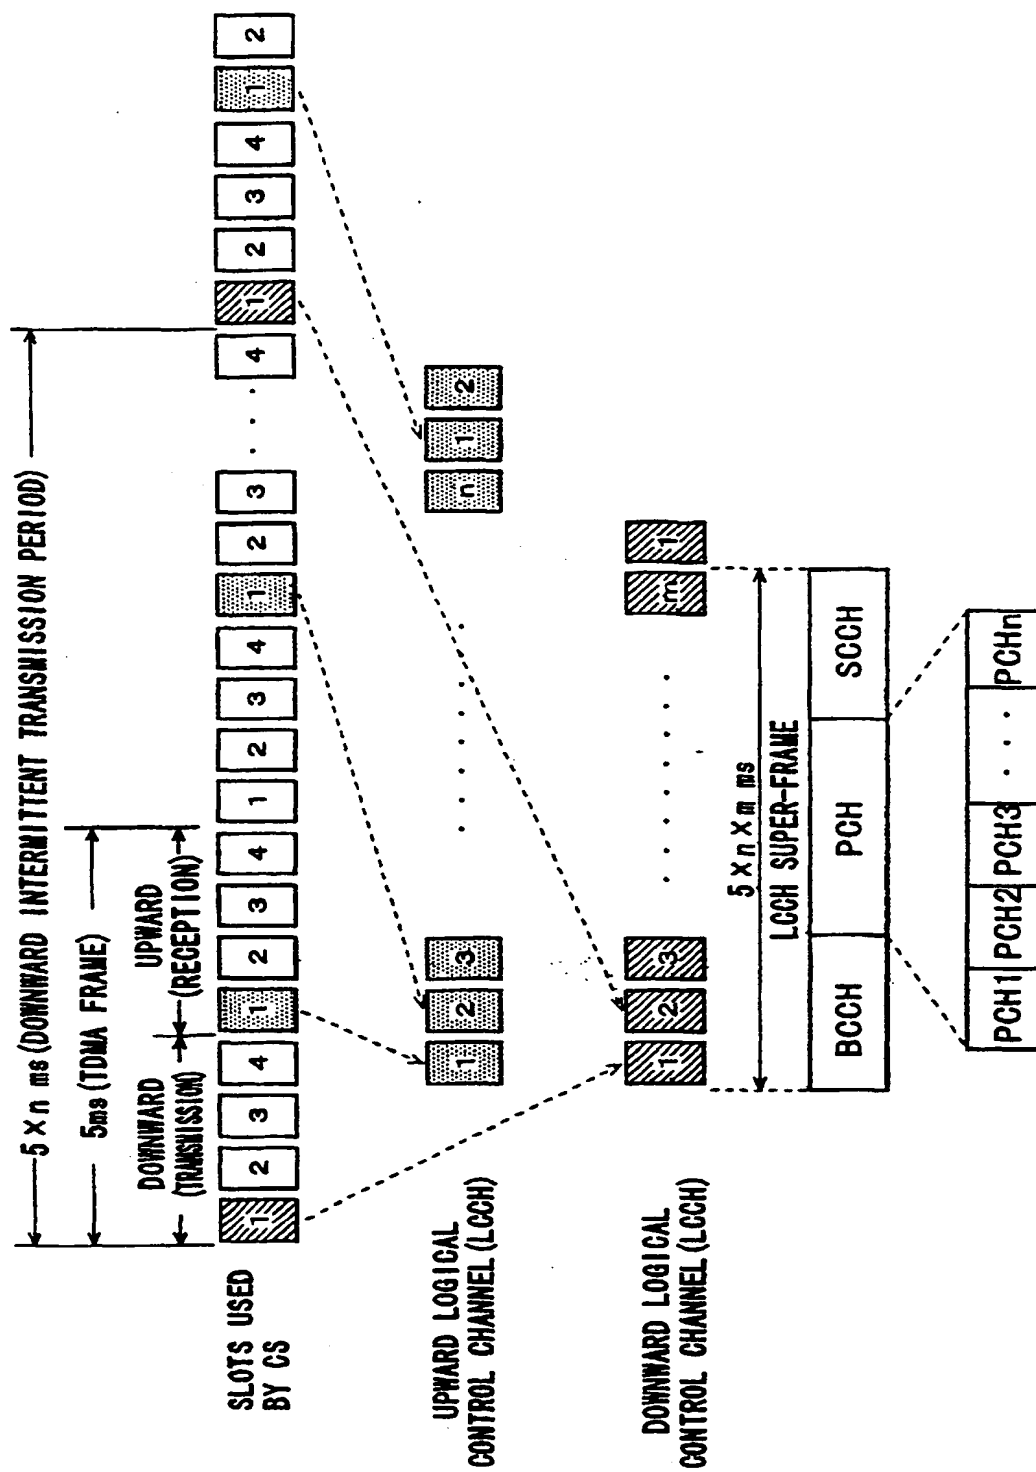 5×n ms (DOWNWARD INTERMITTENT TRANSMISSION PERIOD)
5ms (TDMA FRAME)
DOWNWARD
(TRANSMISSION)
UPWARD
(RECEPTION)
SLOTS USED
BY CS
1 2 3 4 1 2 3 4 1 2 3 4 1 2 3 · · · 4 1 2 3 4 1 2
UPWARD LOGICAL
CONTROL CHANNEL (LCCH)
1 2 3 · · · · · · n 1 2
DOWNWARD LOGICAL
CONTROL CHANNEL (LCCH)
1 2 3 · · · · · · m 1
5×n×m ms
LCCH SUPER-FRAME
BCCH PCH SCCH
PCH1 PCH2 PCH3 · · · PCHn